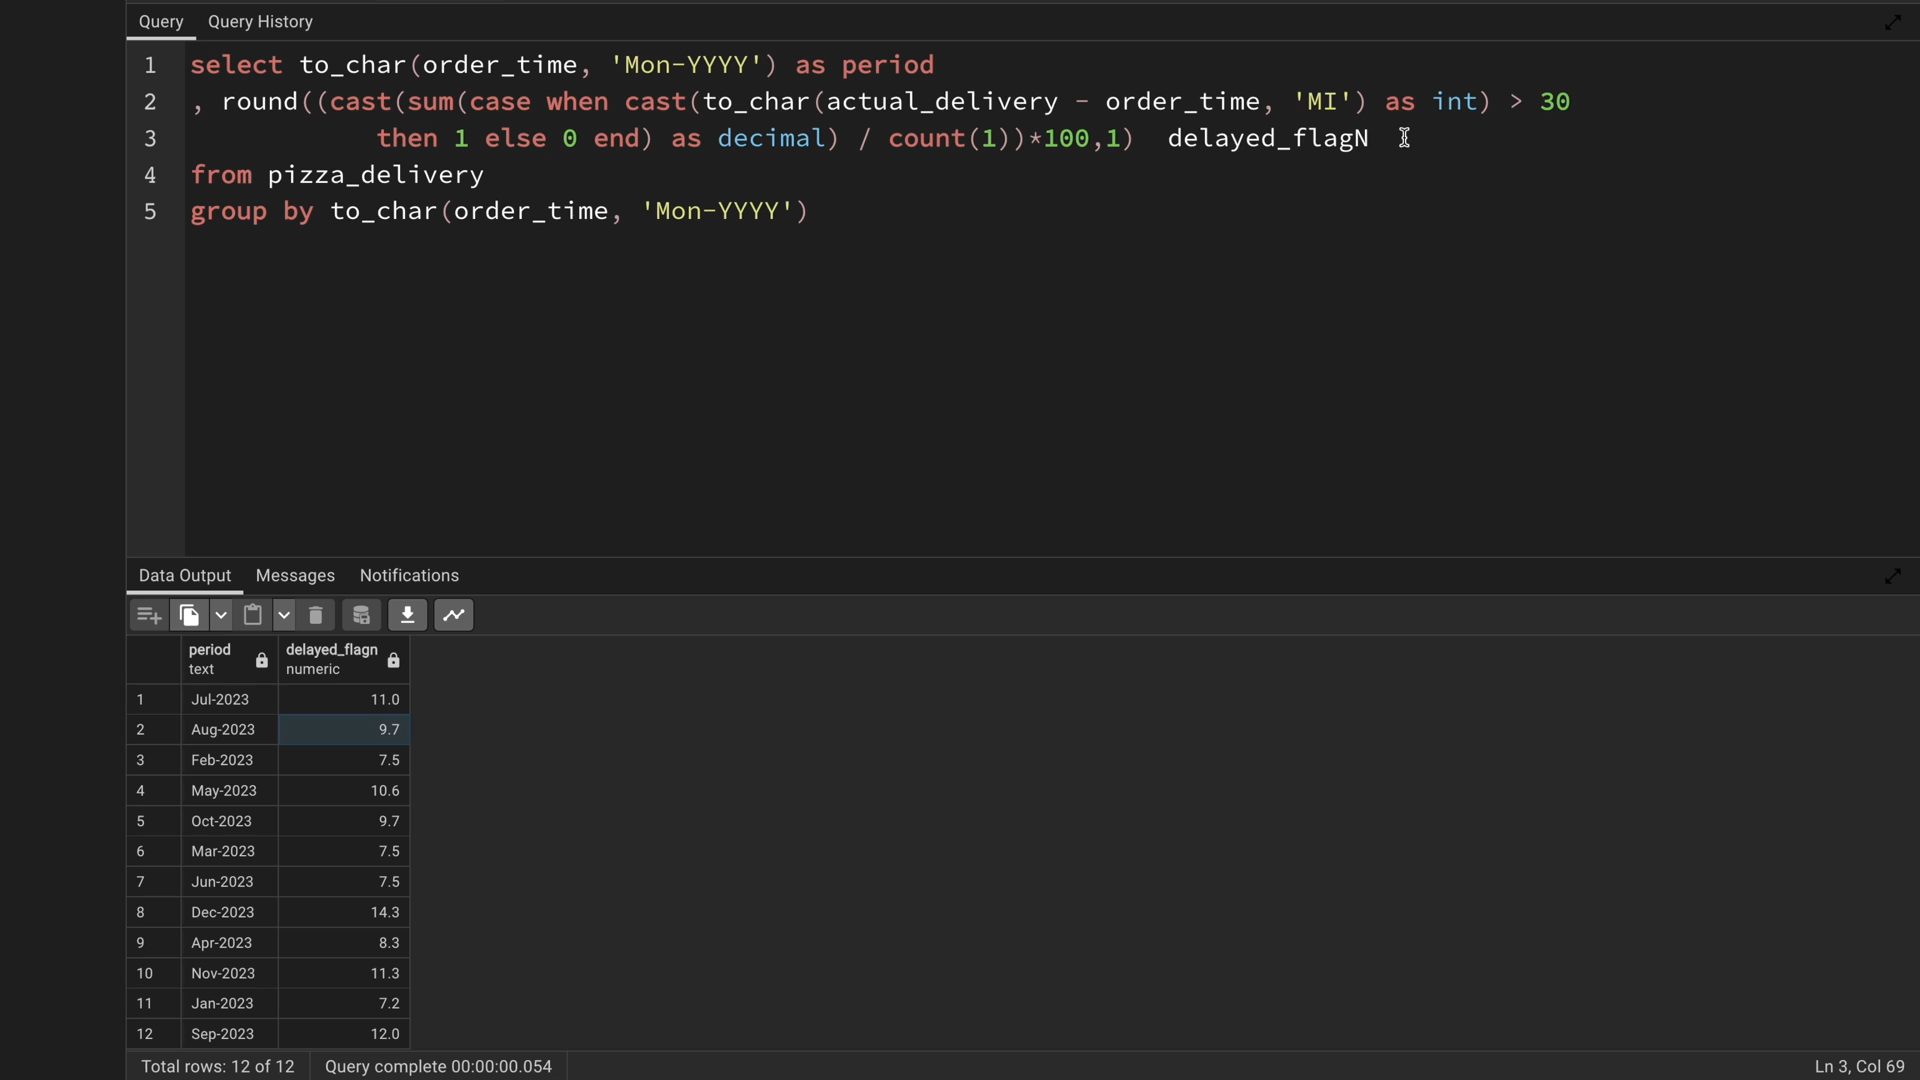 Query Query History
1 select to_char(order_time, 'Mon-YYYY') as period
2 , round((cast(sum(case when cast(to_char(actual_delivery - order_time, 'MI') as int) > 30
3 then 1 else 0 end) as decimal) / count(1))*100,1) delayed_flagN
4 from pizza_delivery
5 group by to_char(order_time, 'Mon-YYYY')
Data Output Messages Notifications
period delayed_flagn
text numeric
1 Jul-2023 11.0
2 Aug-2023 9.7
3 Feb-2023 7.5
4 May-2023 10.6
5 Oct-2023 9.7
6 Mar-2023 7.5
7 Jun-2023 7.5
8 Dec-2023 14.3
9 Apr-2023 8.3
10 Nov-2023 11.3
11 Jan-2023 7.2
12 Sep-2023 12.0
Total rows: 12 of 12 Query complete 00:00:00.054 Ln 3, Col 69